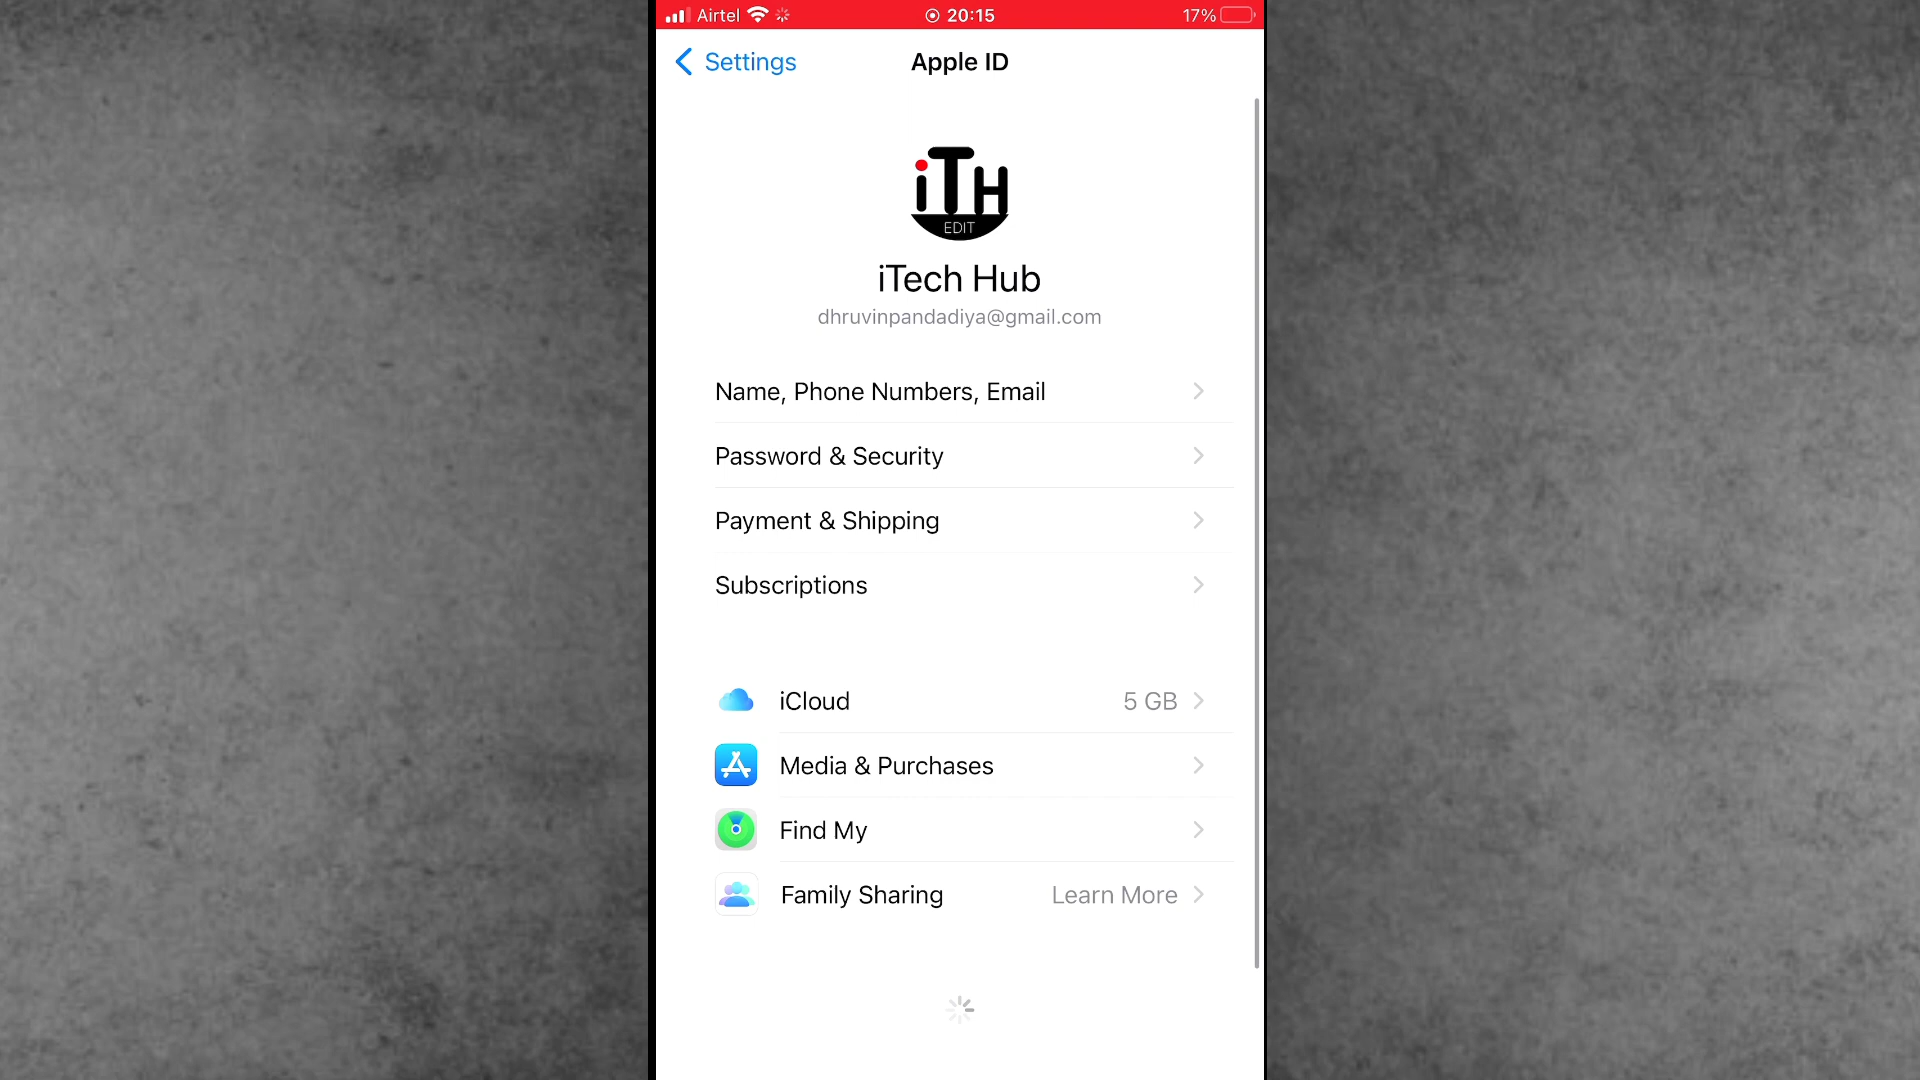 Airtel 20:15 17%
Settings Apple ID
iTH
EDIT
iTech Hub
dhruvinpandadiya@gmail.com
Name, Phone Numbers, Email
Password & Security
Payment & Shipping
Subscriptions
iCloud 5 GB
Media & Purchases
Find My
Family Sharing Learn More